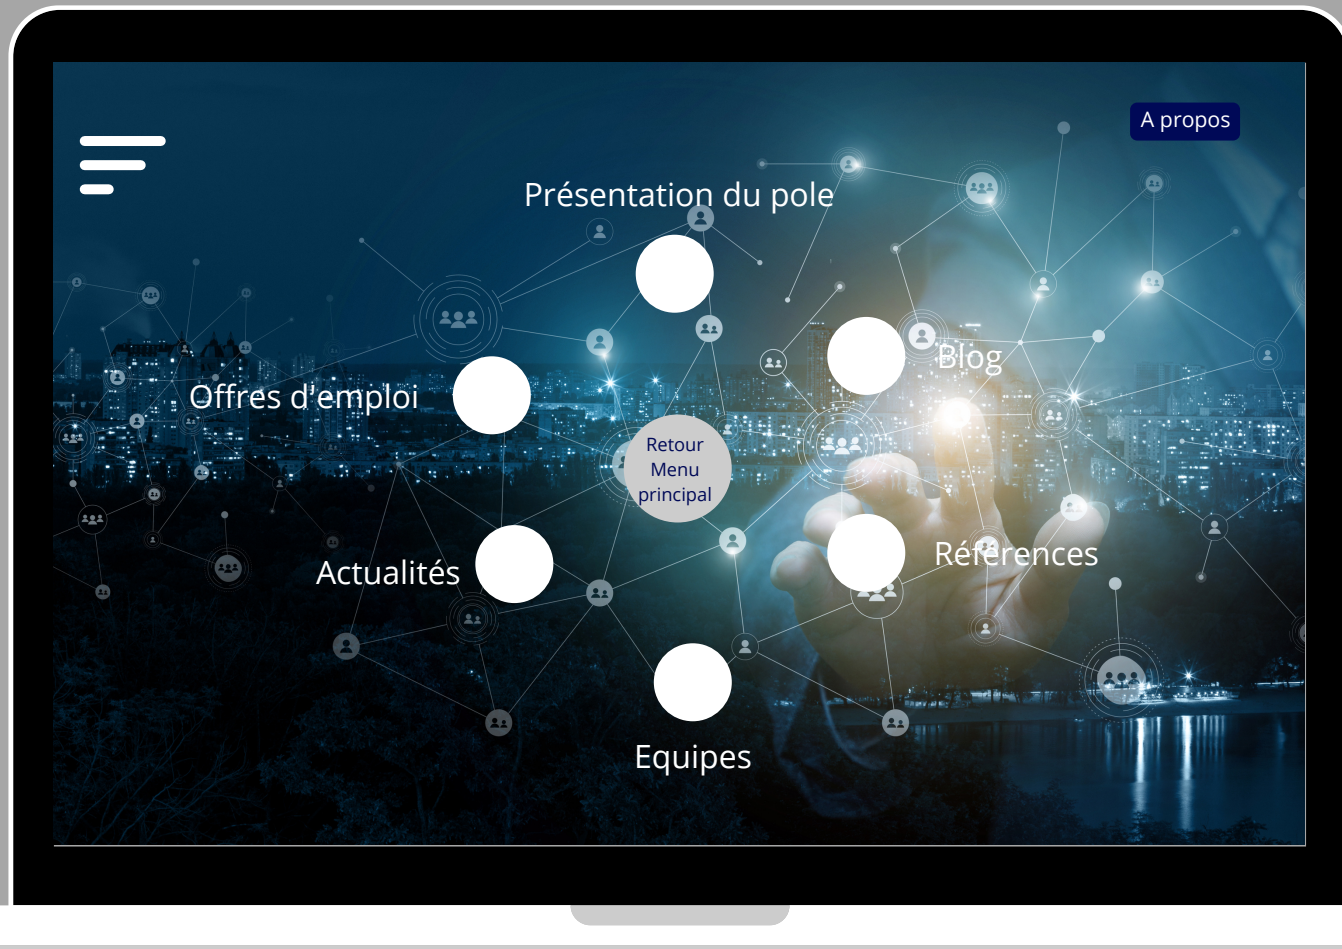 A propos
Présentation du pole
Blog
Offres d'emploi
Retour
Menu
principal
Références
Actualités
Equipes